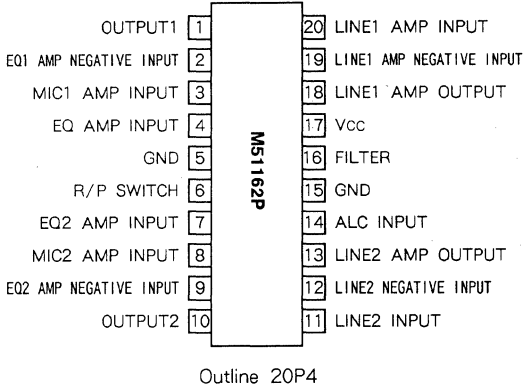 OUTPUT1 1 20 LINE1 AMP INPUT
EQ1 AMP NEGATIVE INPUT 2 19 LINE1 AMP NEGATIVE INPUT
MIC1 AMP INPUT 3 18 LINE1 AMP OUTPUT
EQ AMP INPUT 4 17 Vcc
GND 5 16 FILTER
R/P SWITCH 6 15 GND
EQ2 AMP INPUT 7 14 ALC INPUT
MIC2 AMP INPUT 8 13 LINE2 AMP OUTPUT
EQ2 AMP NEGATIVE INPUT 9 12 LINE2 NEGATIVE INPUT
OUTPUT2 10 11 LINE2 INPUT
M51162P
Outline 20P4